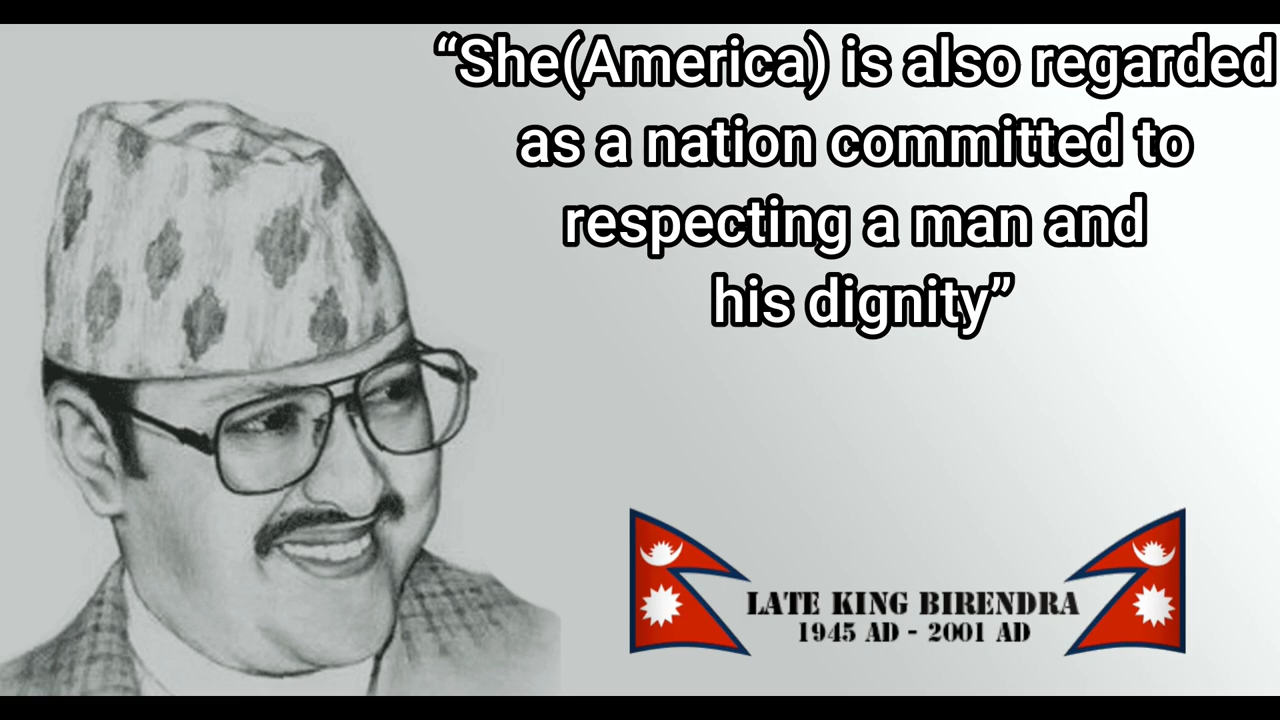 “She(America) is also regarded
as a nation committed to
respecting a man and
his dignity”
LATE KING BIRENDRA
1945 AD - 2001 AD